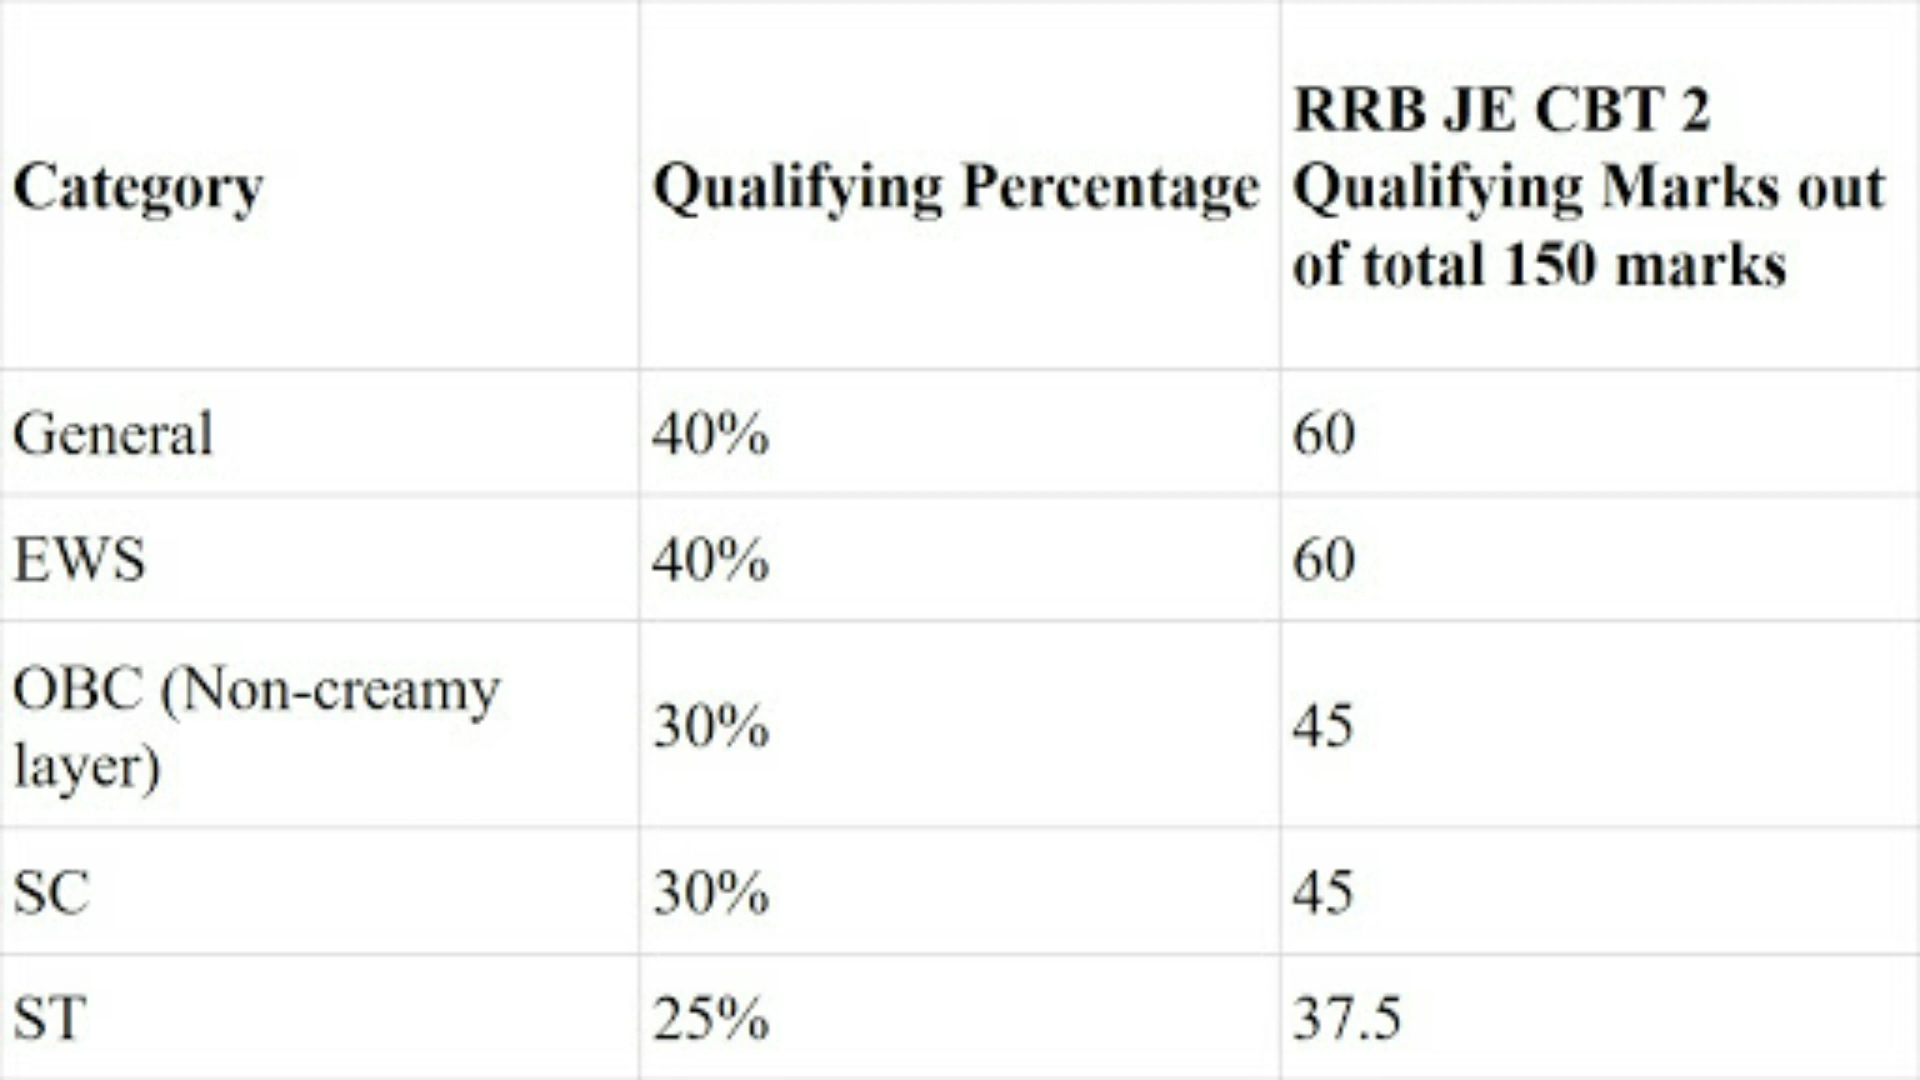 Category
Qualifying Percentage
RRB JE CBT 2
Qualifying Marks out
of total 150 marks
General
40%
60
EWS
40%
60
OBC (Non-creamy
layer)
30%
45
SC
30%
45
ST
25%
37.5